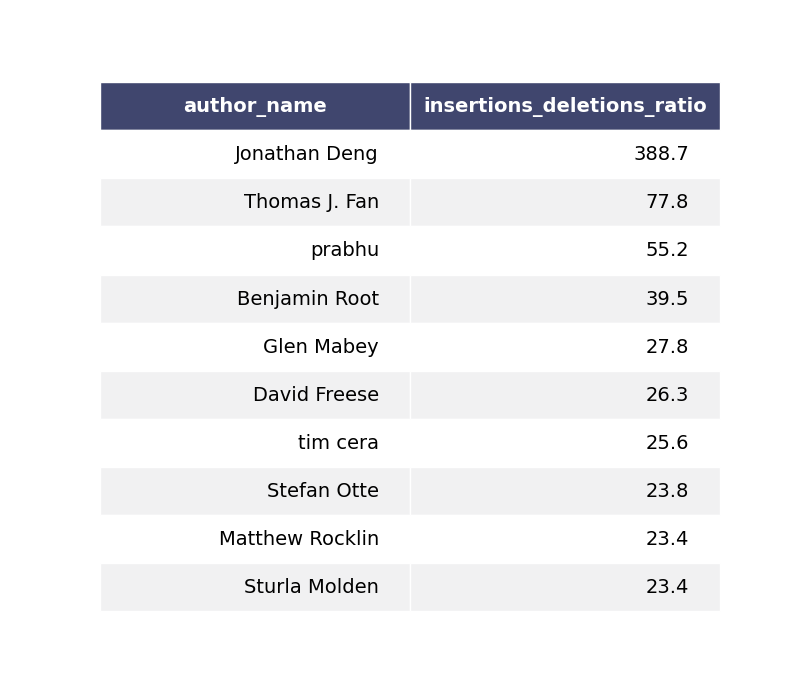 author_name insertions_deletions_ratio
Jonathan Deng 388.7
Thomas J. Fan 77.8
prabhu 55.2
Benjamin Root 39.5
Glen Mabey 27.8
David Freese 26.3
tim cera 25.6
Stefan Otte 23.8
Matthew Rocklin 23.4
Sturla Molden 23.4